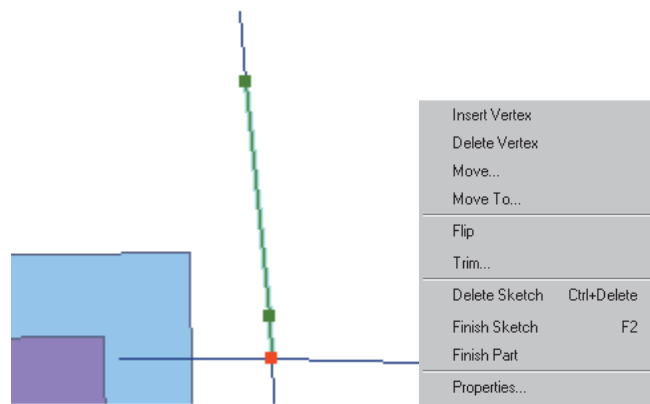 Insert Vertex
Delete Vertex
Move...
Move To...
Flip
Trim...
Delete Sketch Ctrl+Delete
Finish Sketch F2
Finish Part
Properties...